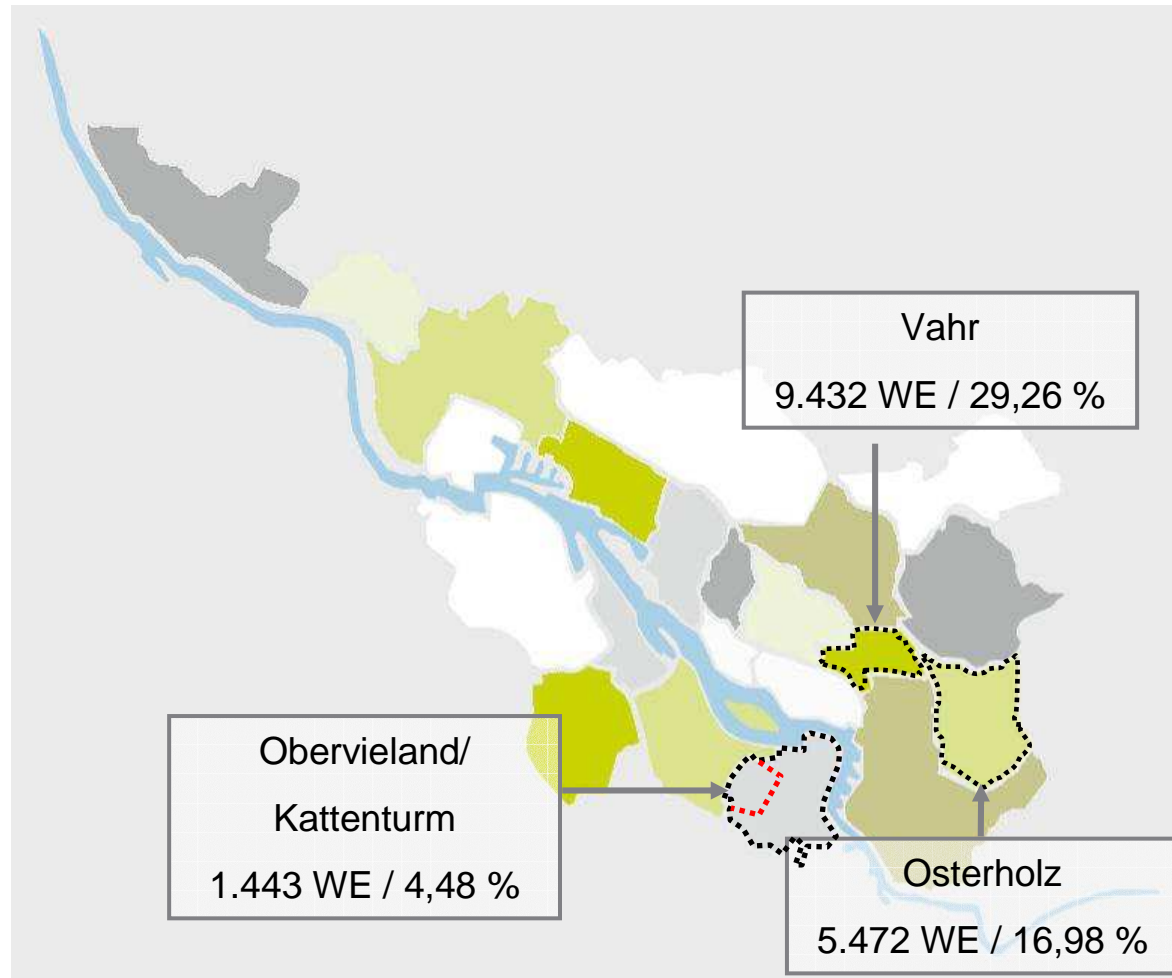 Vahr
9.432 WE / 29,26 %
Obervieland/
Kattenturm
1.443 WE / 4,48 %
Osterholz
5.472 WE / 16,98 %